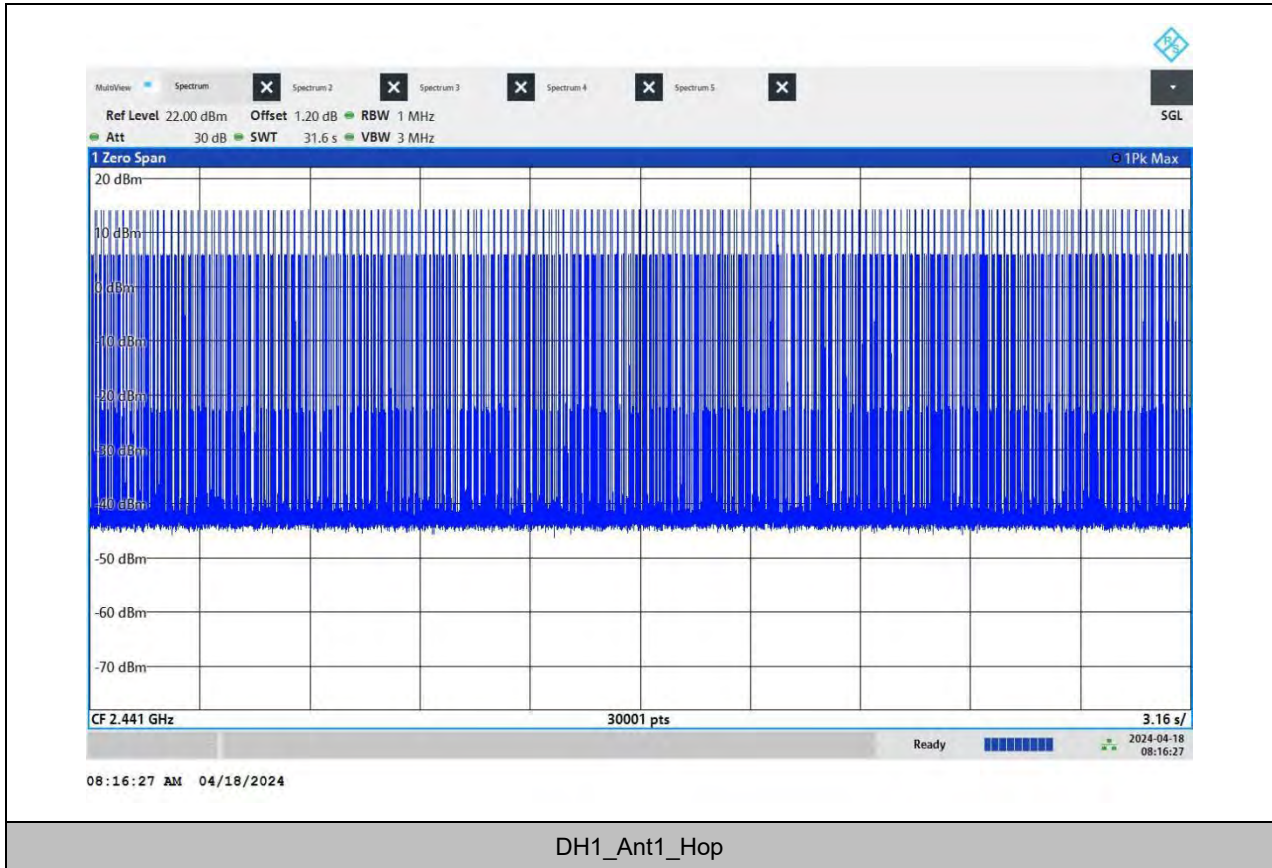 R&S
MultiView Spectrum Spectrum 2 Spectrum 3 Spectrum 4 Spectrum 5
Ref Level 22.00 dBm Offset 1.20 dB RBW 1 MHz SGL
Att 30 dB SWT 31.6 s VBW 3 MHz
1 Zero Span 1Pk Max
20 dBm
10 dBm
0 dBm
-10 dBm
-20 dBm
-30 dBm
-40 dBm
-50 dBm
-60 dBm
-70 dBm
CF 2.441 GHz 30001 pts 3.16 s/
Ready 2024-04-18
08:16:27
08:16:27 AM 04/18/2024
DH1_Ant1_Hop